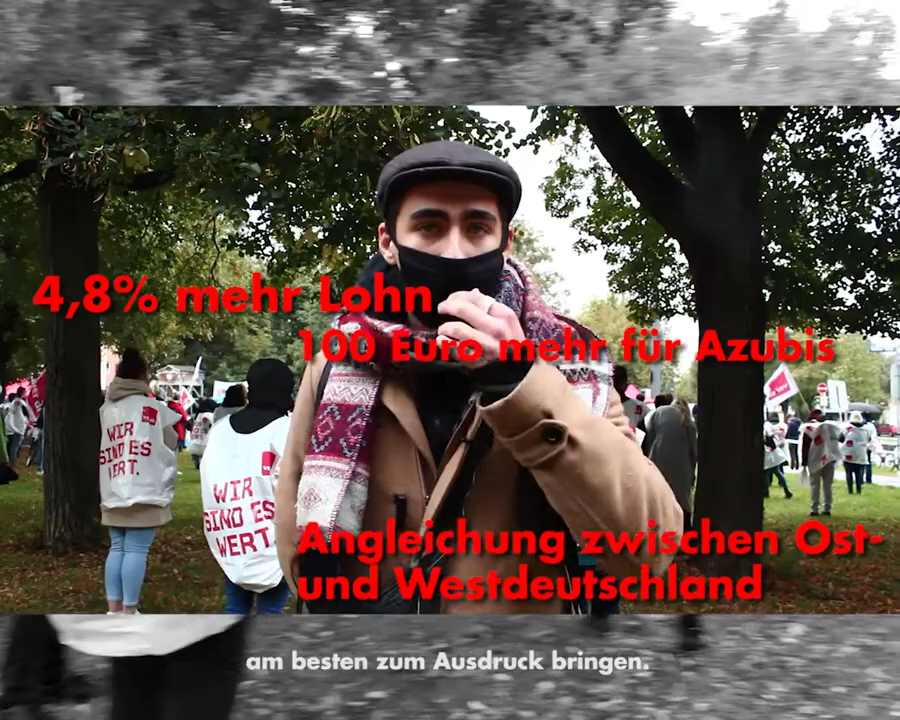 4,8% mehr Lohn
100 Euro mehr für Azubis
WIR
SIND ES
WERT.
WIR
SIND ES
WERT.
Angleichung zwischen Ost-
und Westdeutschland
am besten zum Ausdruck bringen.